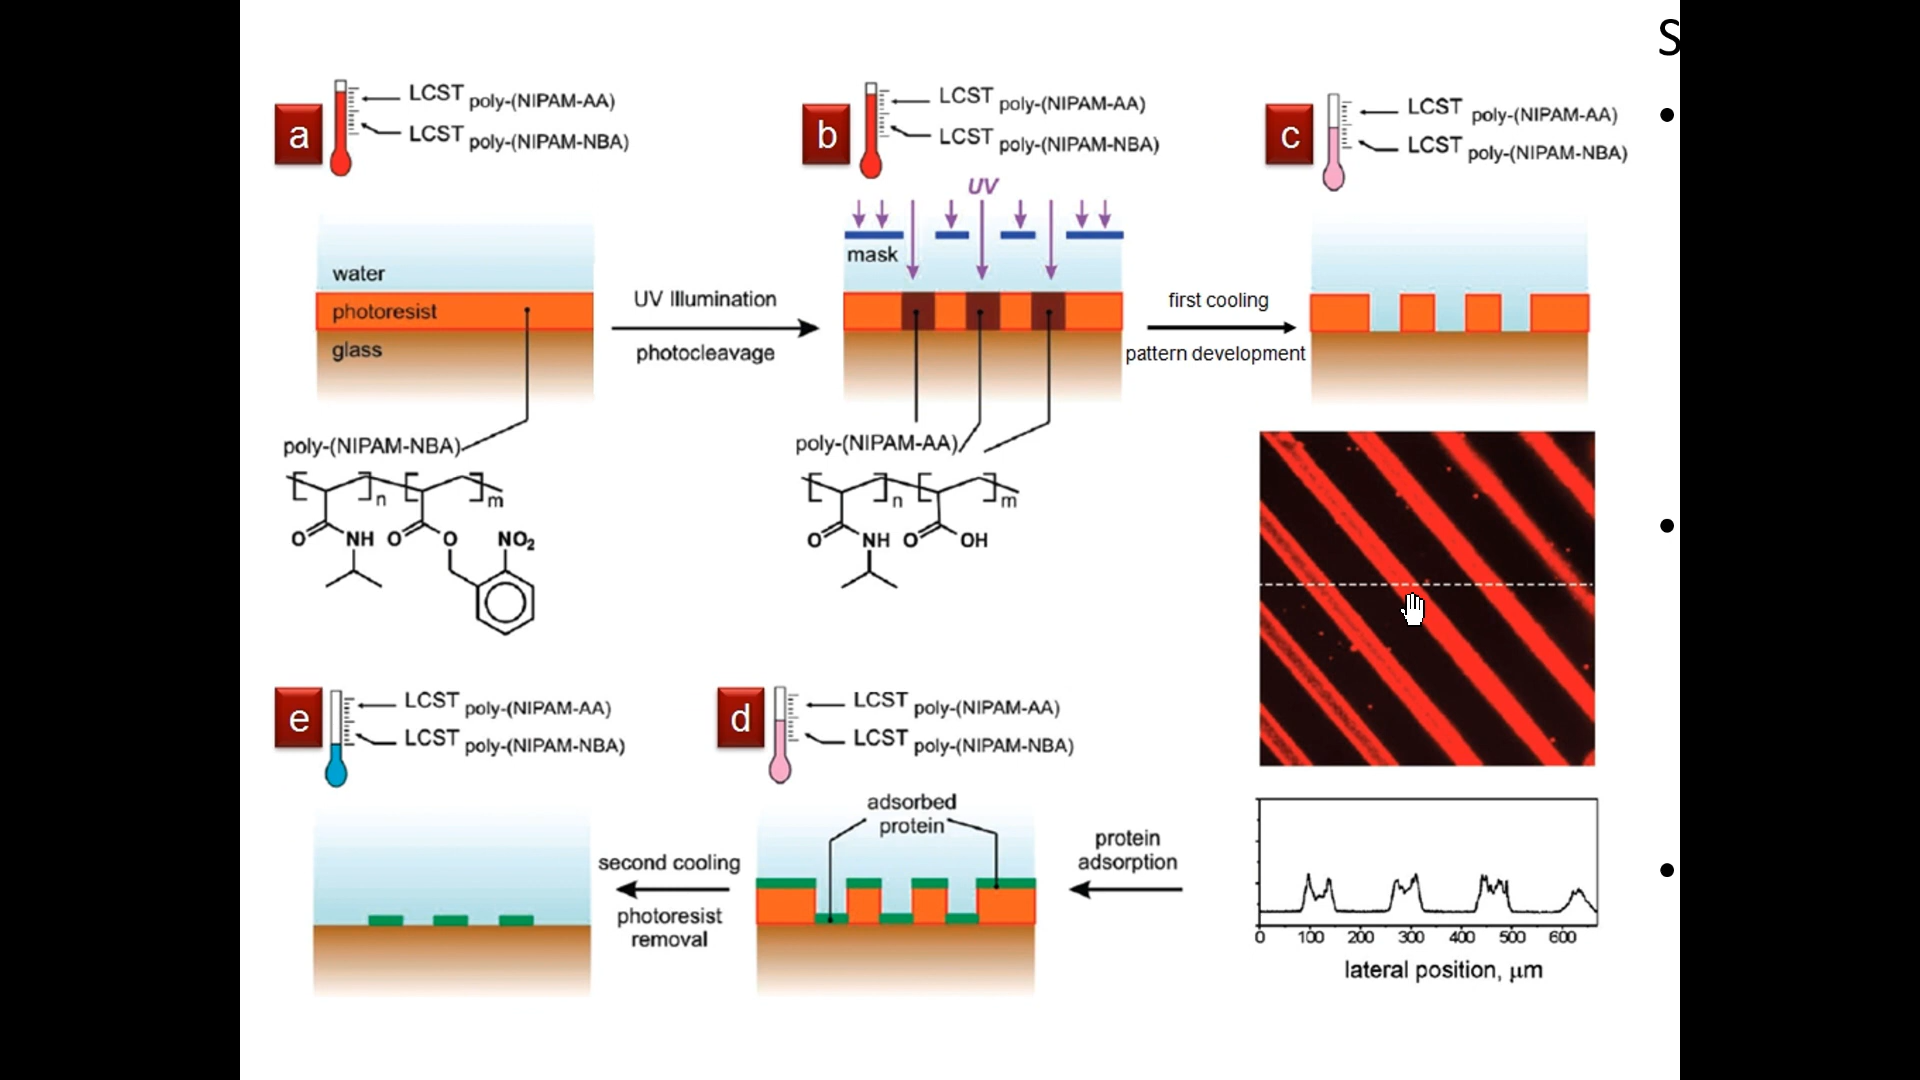 S
a
LCST poly-(NIPAM-AA)
LCST poly-(NIPAM-NBA)
b
LCST poly-(NIPAM-AA)
LCST poly-(NIPAM-NBA)
c
LCST poly-(NIPAM-AA)
LCST poly-(NIPAM-NBA)
UV
mask
water
photoresist
glass
UV Illumination
photocleavage
first cooling
pattern development
poly-(NIPAM-NBA)
n
m
O
NH
O
O
NO2
poly-(NIPAM-AA)
n
m
O
NH
O
OH
e
LCST poly-(NIPAM-AA)
LCST poly-(NIPAM-NBA)
d
LCST poly-(NIPAM-AA)
LCST poly-(NIPAM-NBA)
adsorbed
protein
protein
adsorption
second cooling
photoresist
removal
0 100 200 300 400 500 600
lateral position, µm